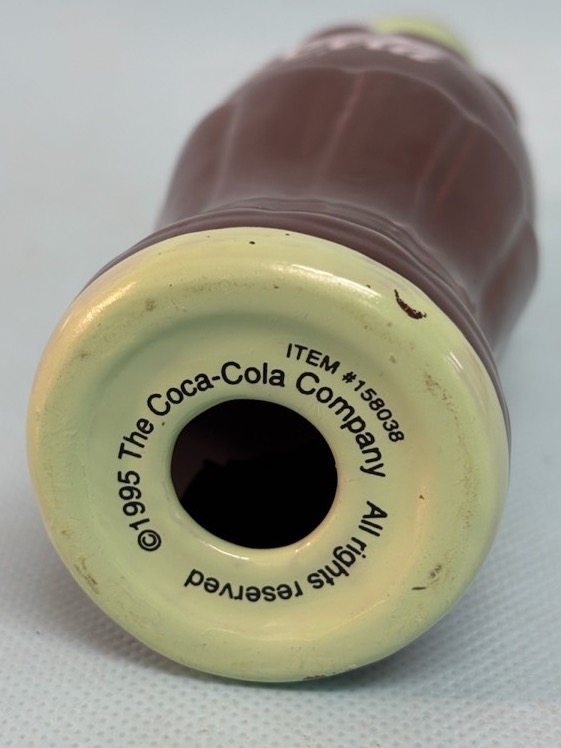 ITEM #158038
©1995 The Coca-Cola Company
All rights reserved